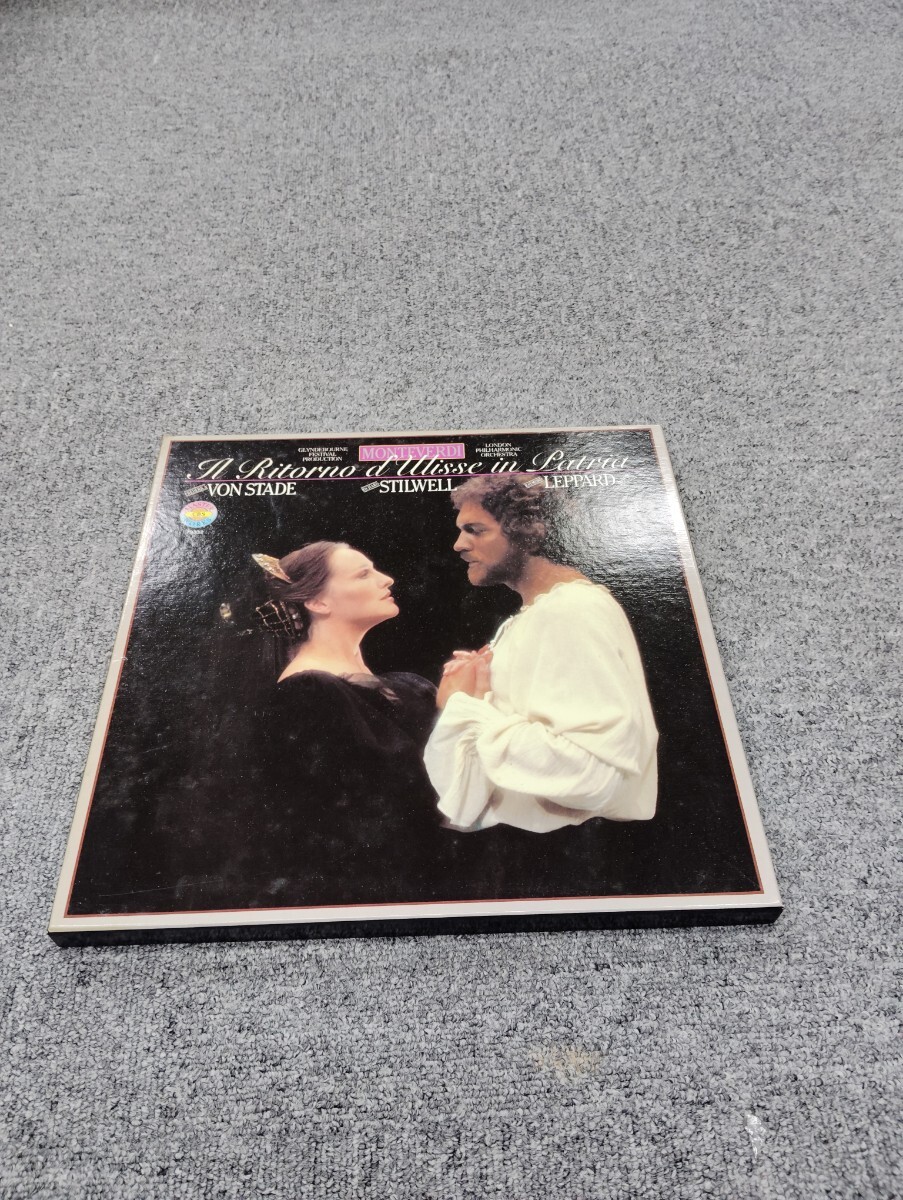 GLYNDEBOURNE
FESTIVAL
PRODUCTION
MONTEVERDI
LONDON
PHILHARMONIC
ORCHESTRA
Il Ritorno d'Ulisse in Patria
VON STADE
STILWELL
LEPPARD